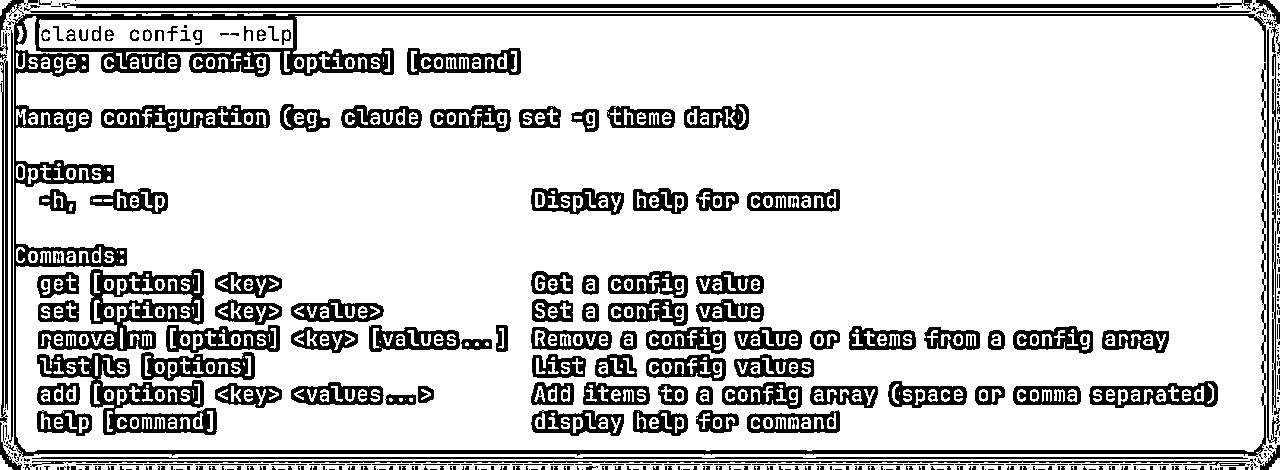 ) claude config --help
Usage: claude config [options] [command]
Manage configuration (eg. claude config set -g theme dark)
Options:
-h, --help Display help for command
Commands:
get [options] <key> Get a config value
set [options] <key> <value> Set a config value
remove|rm [options] <key> [values...] Remove a config value or items from a config array
list|ls [options] List all config values
add [options] <key> <values...> Add items to a config array (space or comma separated)
help [command] display help for command